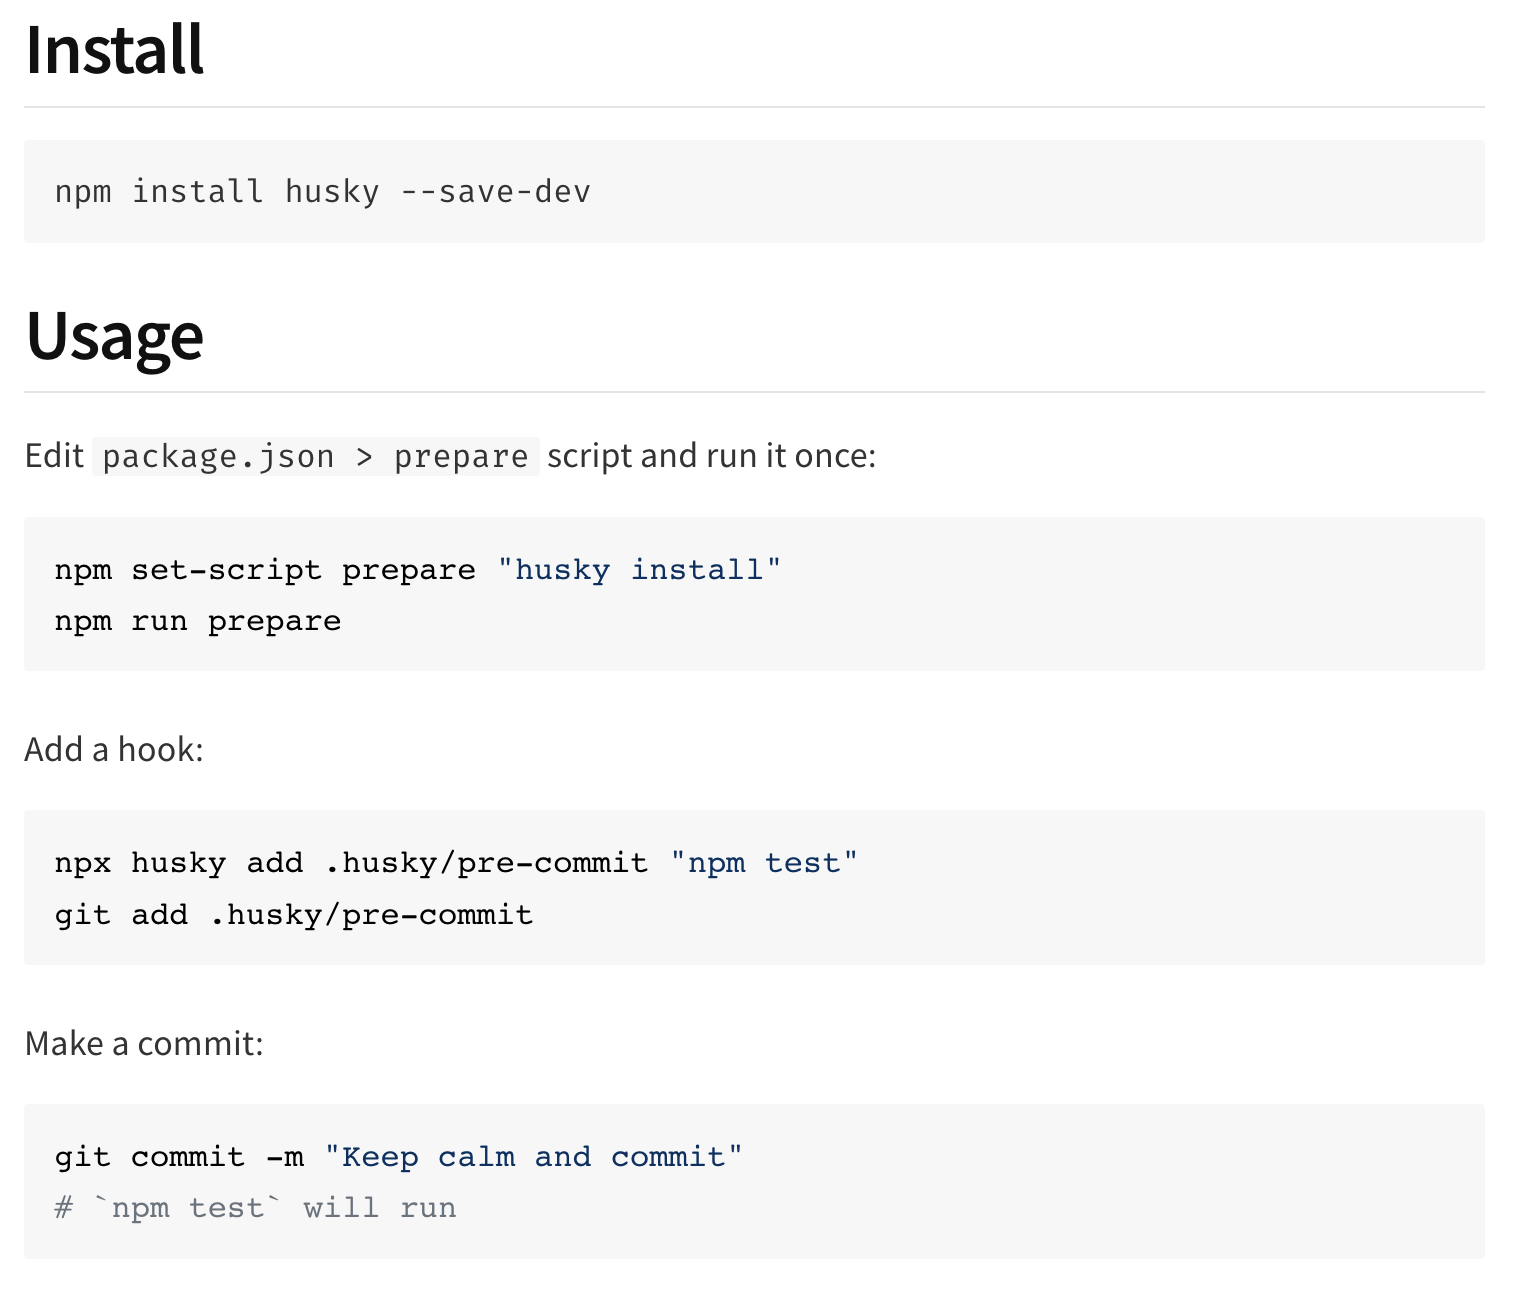 Install
npm install husky --save-dev
Usage
Edit package.json > prepare script and run it once:
npm set-script prepare "husky install"
npm run prepare
Add a hook:
npx husky add .husky/pre-commit "npm test"
git add .husky/pre-commit
Make a commit:
git commit -m "Keep calm and commit"
# `npm test` will run